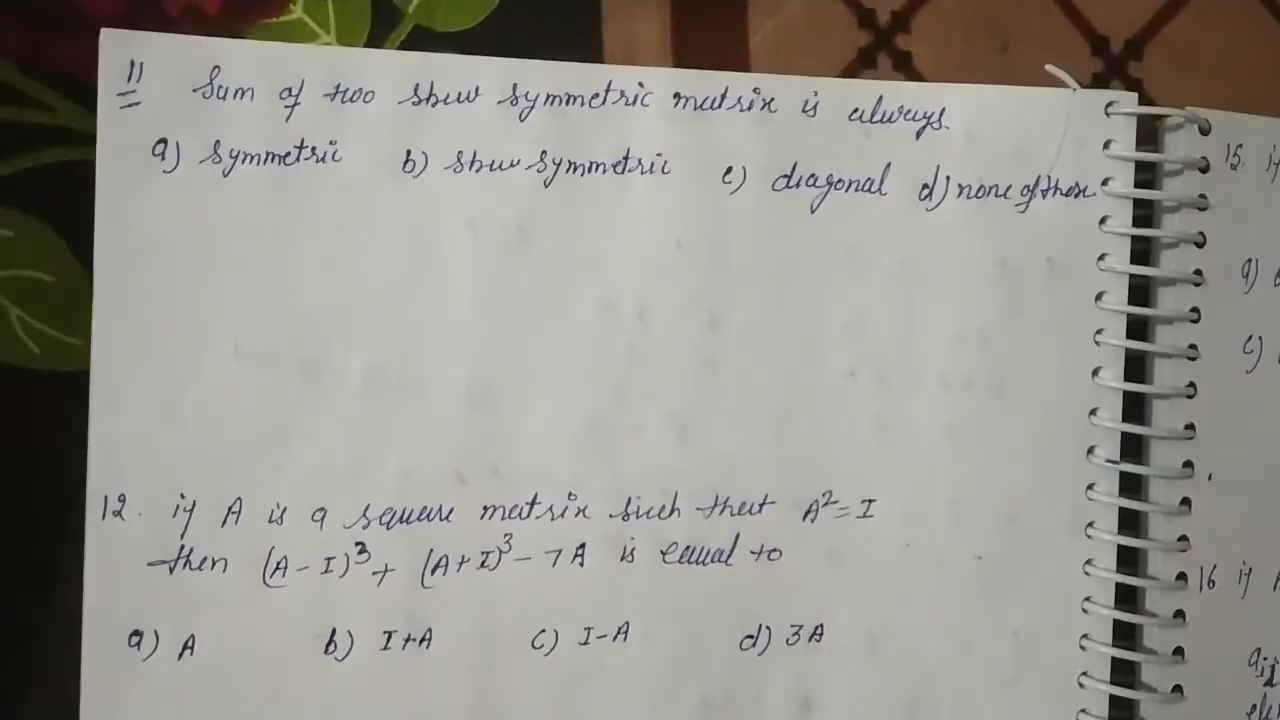 11 Sum of two skew symmetric matrix is always.
a) Symmetric b) skew symmetric c) diagonal d) none of these
12. if A is a square matrix such that A²=I
then (A-I)³+ (A+I)³-7A is equal to
a) A b) I+A c) I-A d) 3A
15. if
a)
c)
16 if A